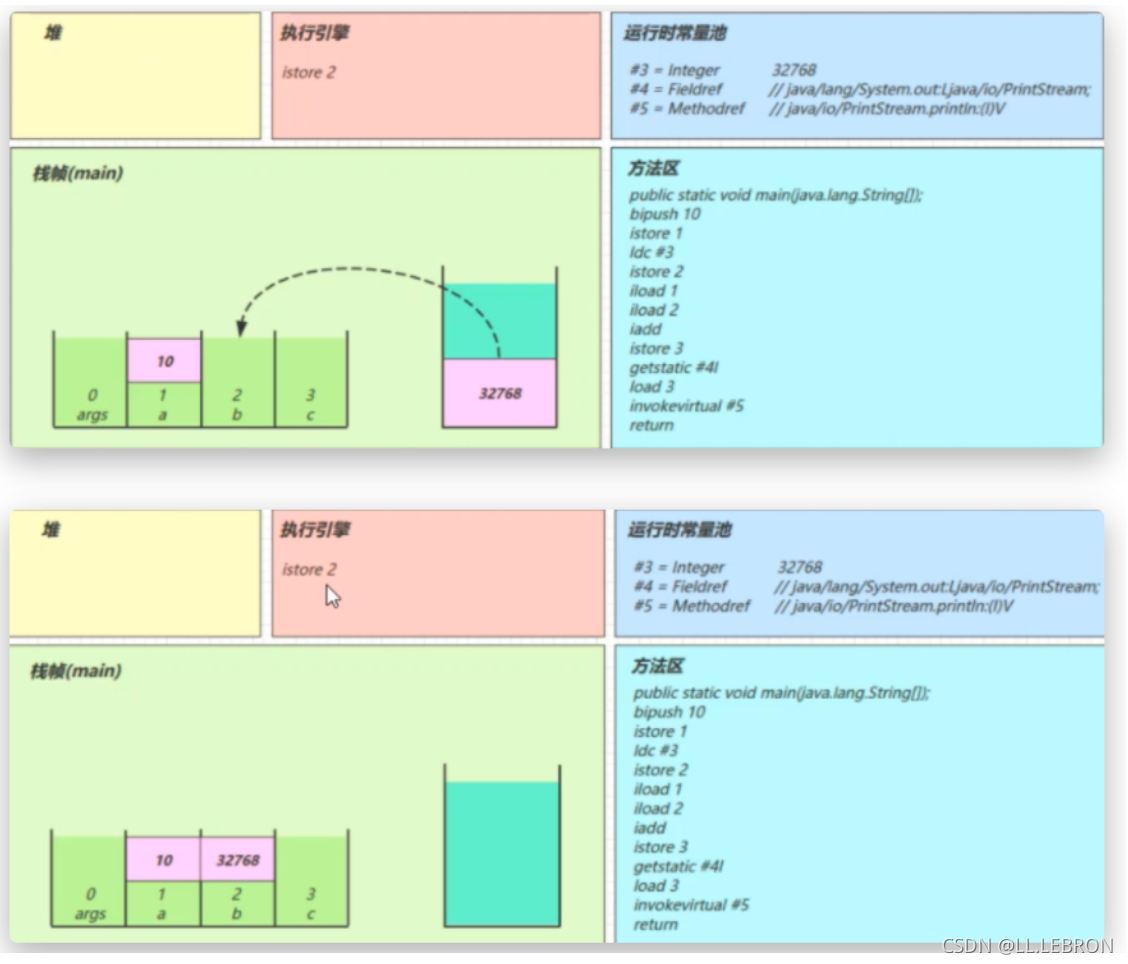 堆
执行引擎
istore 2
运行时常量池
#3 = Integer 32768
#4 = Fieldref // java/lang/System.out:Ljava/io/PrintStream;
#5 = Methodref // java/io/PrintStream.println:(I)V
栈帧(main)
10
32768
0 1 2 3
args a b c
方法区
public static void main(java.lang.String[]);
bipush 10
istore 1
ldc #3
istore 2
iload 1
iload 2
iadd
istore 3
getstatic #4l
load 3
invokevirtual #5
return
堆
执行引擎
istore 2
运行时常量池
#3 = Integer 32768
#4 = Fieldref // java/lang/System.out:Ljava/io/PrintStream;
#5 = Methodref // java/io/PrintStream.println:(I)V
栈帧(main)
10 32768
0 1 2 3
args a b c
方法区
public static void main(java.lang.String[]);
bipush 10
istore 1
ldc #3
istore 2
iload 1
iload 2
iadd
istore 3
getstatic #4l
load 3
invokevirtual #5
return
CSDN @LL.LEBRON